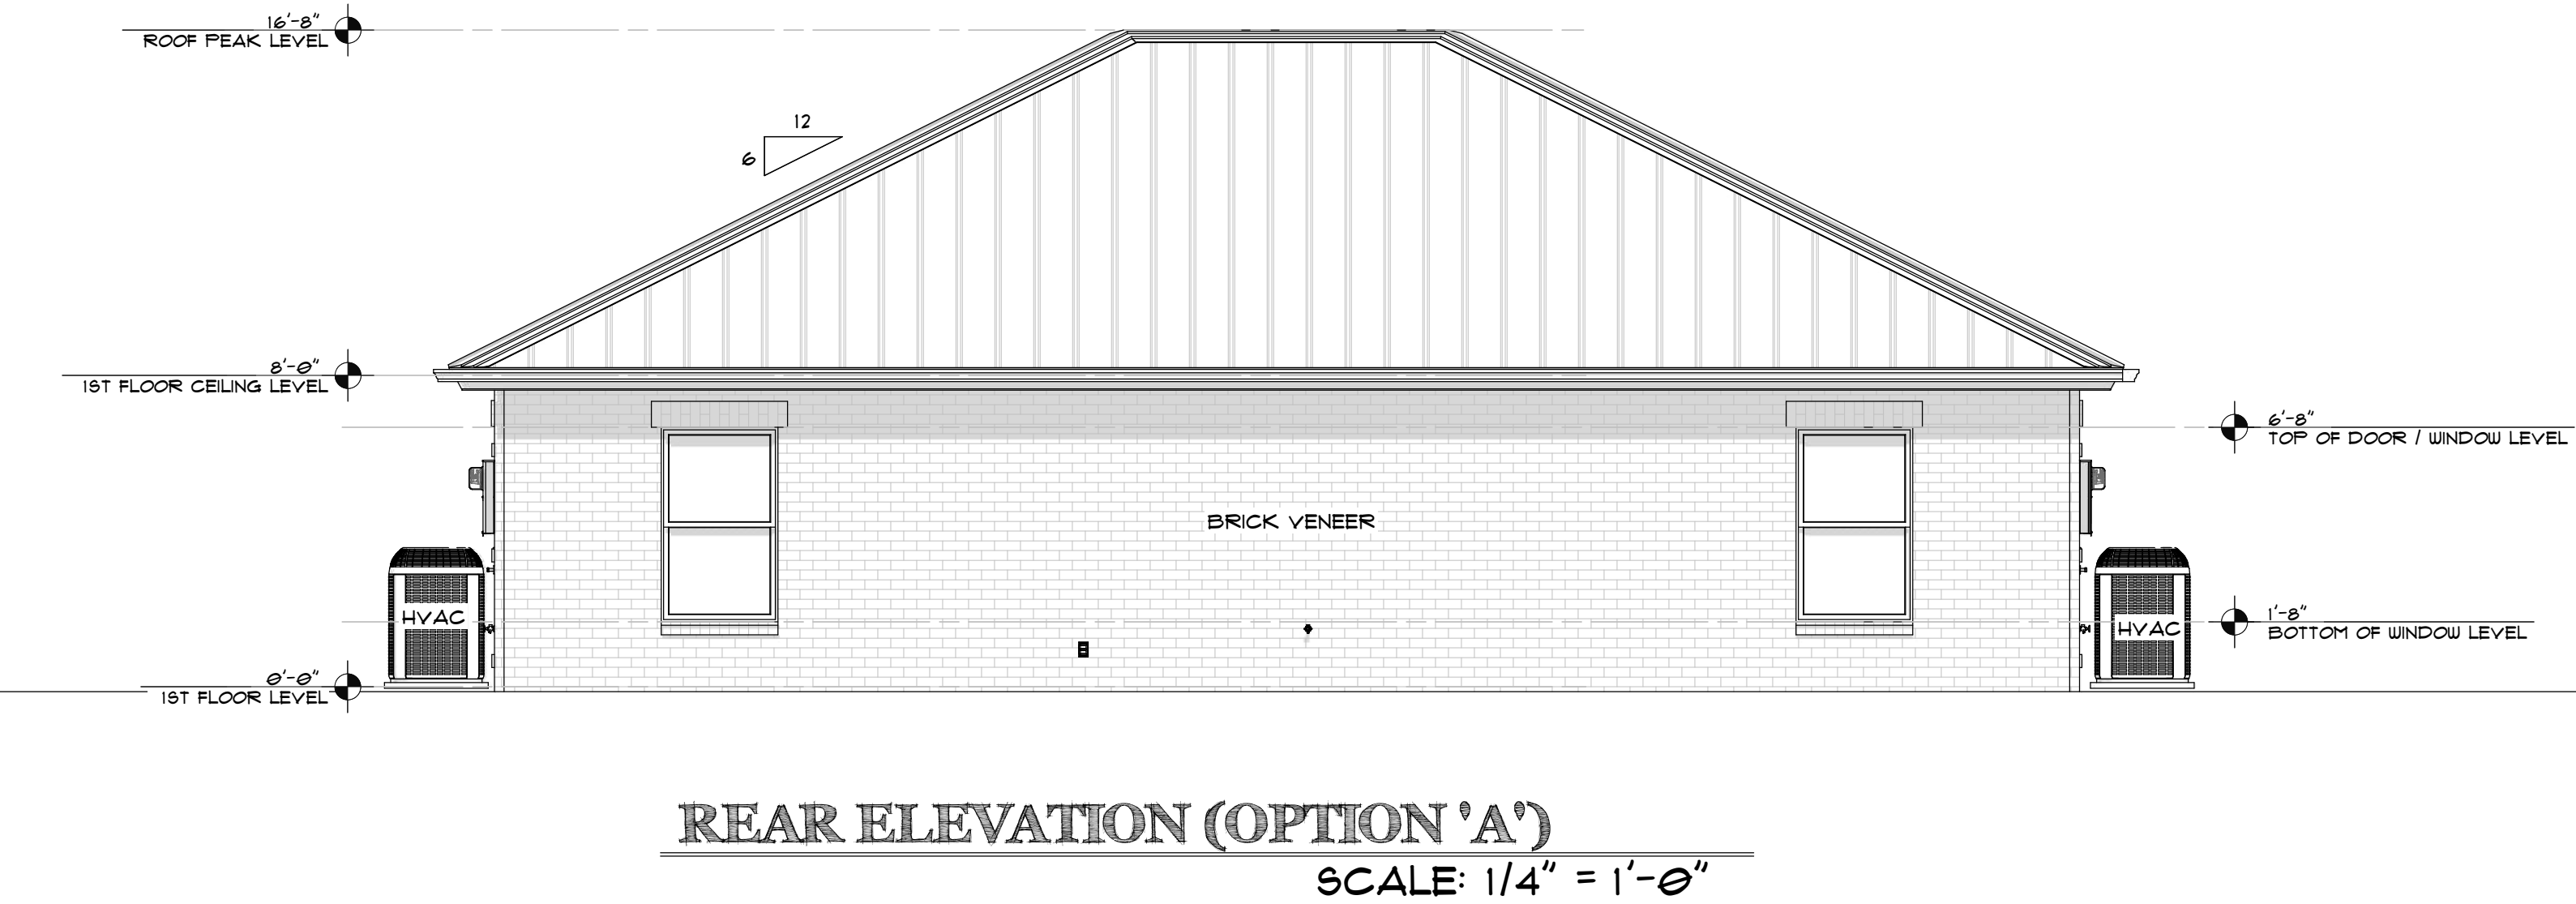 16'-8"
ROOF PEAK LEVEL
12
6
8'-0"
1ST FLOOR CEILING LEVEL
6'-8"
TOP OF DOOR / WINDOW LEVEL
BRICK VENEER
HVAC
HVAC
1'-8"
BOTTOM OF WINDOW LEVEL
0'-0"
1ST FLOOR LEVEL
REAR ELEVATION (OPTION 'A')
SCALE: 1/4" = 1'-0"